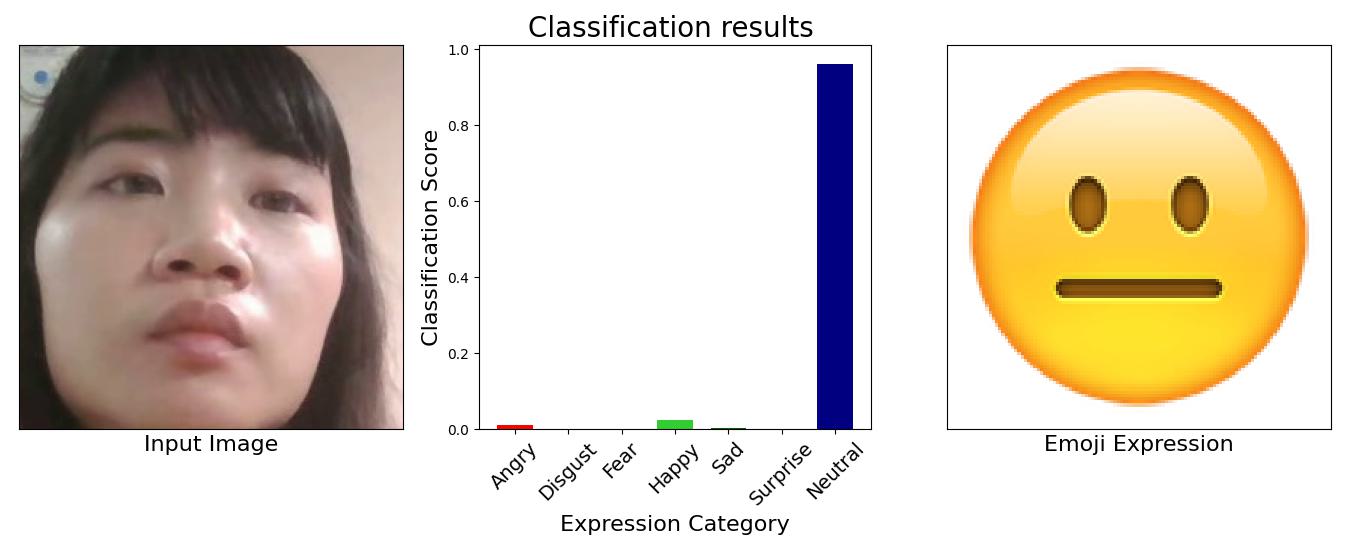 Classification results
Classification Score
1.0
0.8
0.6
0.4
0.2
0.0
Angry
Disgust
Fear
Happy
Sad
Surprise
Neutral
Expression Category
Input Image
Emoji Expression